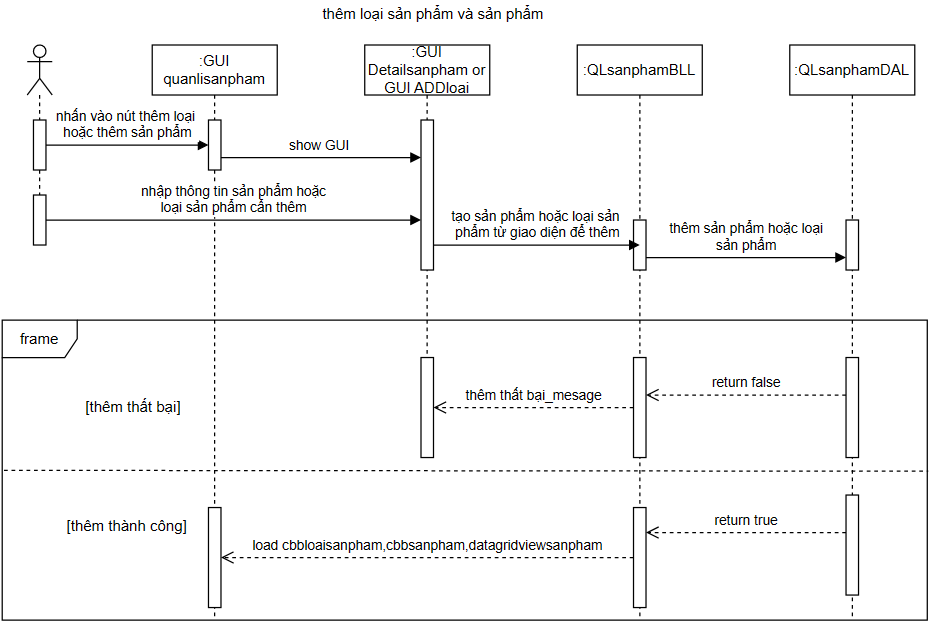 thêm loại sản phẩm và sản phẩm
:GUI
quanlisanpham
:GUI
Detailsanpham or
GUI ADDloai
:QLsanphamBLL
:QLsanphamDAL
nhấn vào nút thêm loại
hoặc thêm sản phẩm
show GUI
nhập thông tin sản phẩm hoặc
loại sản phẩm cần thêm
tạo sản phẩm hoặc loại sản
phẩm từ giao diện để thêm
thêm sản phẩm hoặc loại
sản phẩm
frame
[thêm thất bại]
thêm thất bại_mesage
return false
[thêm thành công]
return true
load cbbloaisanpham,cbbsanpham,datagridviewsanpham